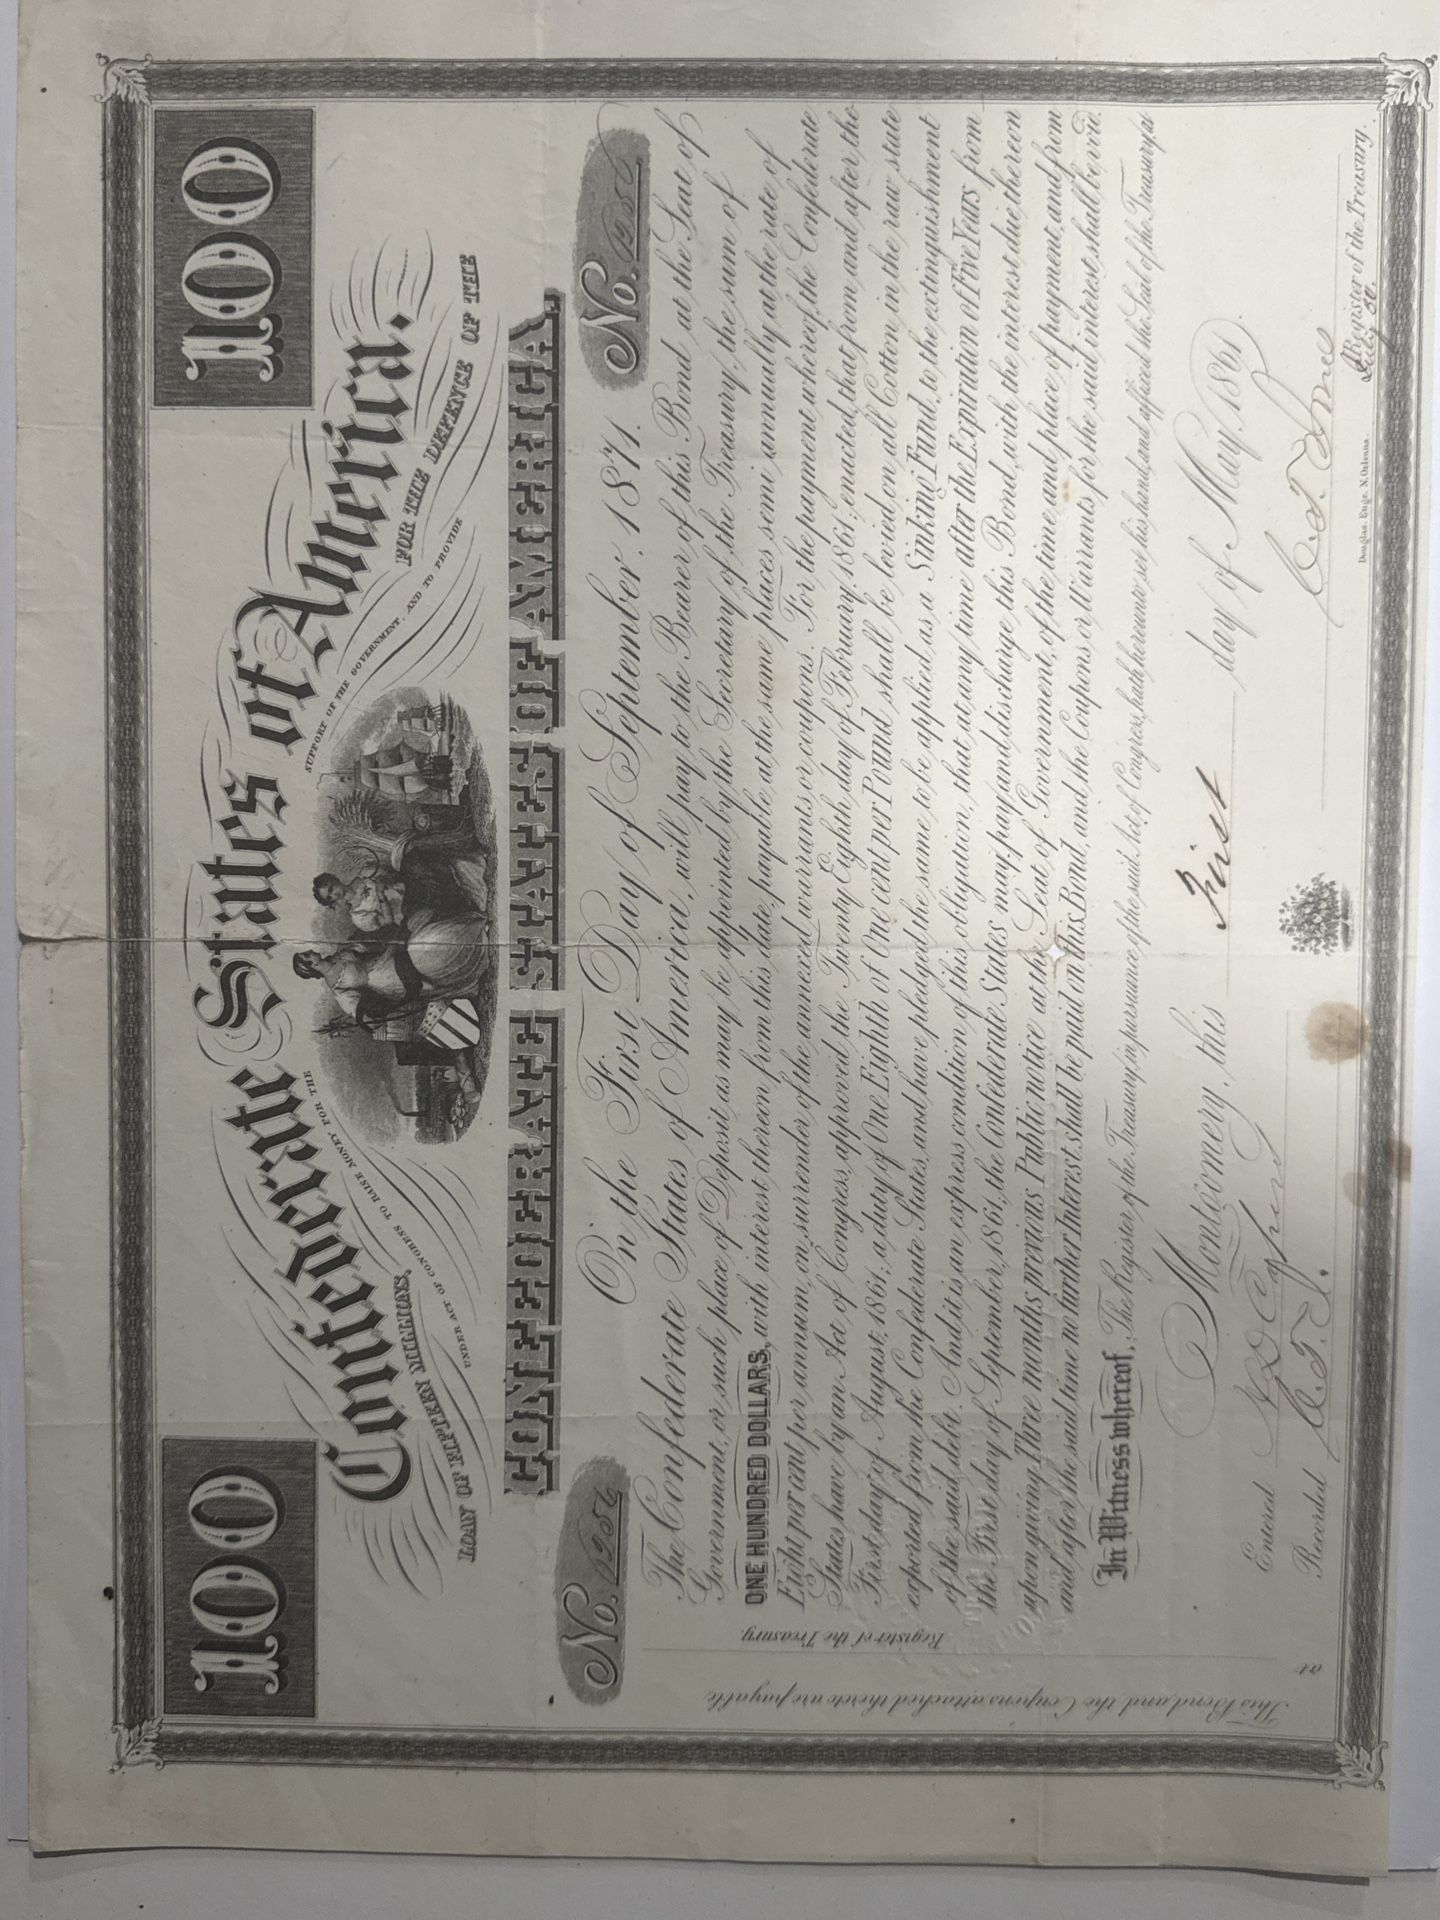 100
100
Confederate States of America.
LOAN OF FIFTEEN MILLIONS,
UNDER ACT OF CONGRESS TO RAISE MONEY FOR THE
SUPPORT OF THE GOVERNMENT AND TO PROVIDE
FOR THE DEFENCE OF THE
CONFEDERATE STATES OF AMERICA.
No.
No.
On the First Day of September, 1871.
The Confederate States of America, will pay to the Bearer of this Bond at the Seat of
Government, or such place of Deposit as may be appointed by the Secretary of the Treasury, the sum of
ONE HUNDRED DOLLARS, with interest thereon from this date, payable at the same places semi annually at the rate of
Eight per cent per annum, on surrender of the annexed warrants or coupons. For the payment whereof the Confederate
States have by an Act of Congress, approved the Twenty Eighth day of February 1861, enacted, that from and after the
First day of August, 1861, a duty of One Eighth of One cent per Pound shall be levied on all Cotton in the raw state
exported from the Confederate States, and have pledged the same to be applied, as a Sinking Fund, to the extinguishment
of the said debt. And it is an express condition of this obligation, that at any time after the Expiration of Five Years from
the First day of September, 1861, the Confederate States may pay and discharge this Bond, with the interest due thereon
upon giving Three months previous Public notice at the Seat of Government, of the time and place of payment, and from
and after the said time no further Interest shall be paid on this Bond, and the Coupons, or Warrants for the said interest, shall be void.
In Witness whereof, The Register of the Treasury, in pursuance of the said Act of Congress, hath hereunto set his hand, and affixed the Seal of the Treasury, at
Montgomery, this First day of May, 1861.
Entered
Recorded C. T. J.
C. T. Jones
Register of the Treasury.
Douglas. Engr. N. Orleans.
This Bond and the Coupons attached thereto are payable
at
Register of the Treasury.